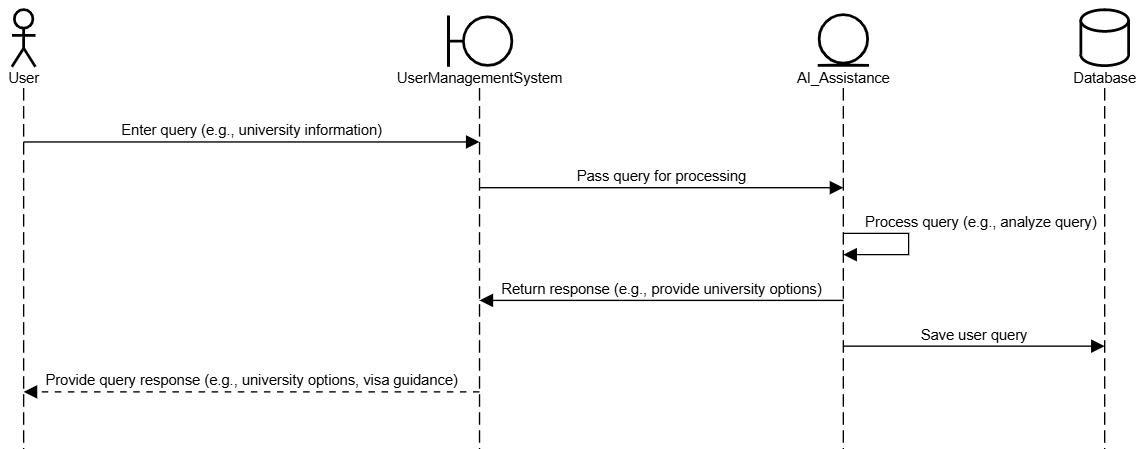 User
UserManagementSystem
AI_Assistance
Database
Enter query (e.g., university information)
Pass query for processing
Process query (e.g., analyze query)
Return response (e.g., provide university options)
Save user query
Provide query response (e.g., university options, visa guidance)